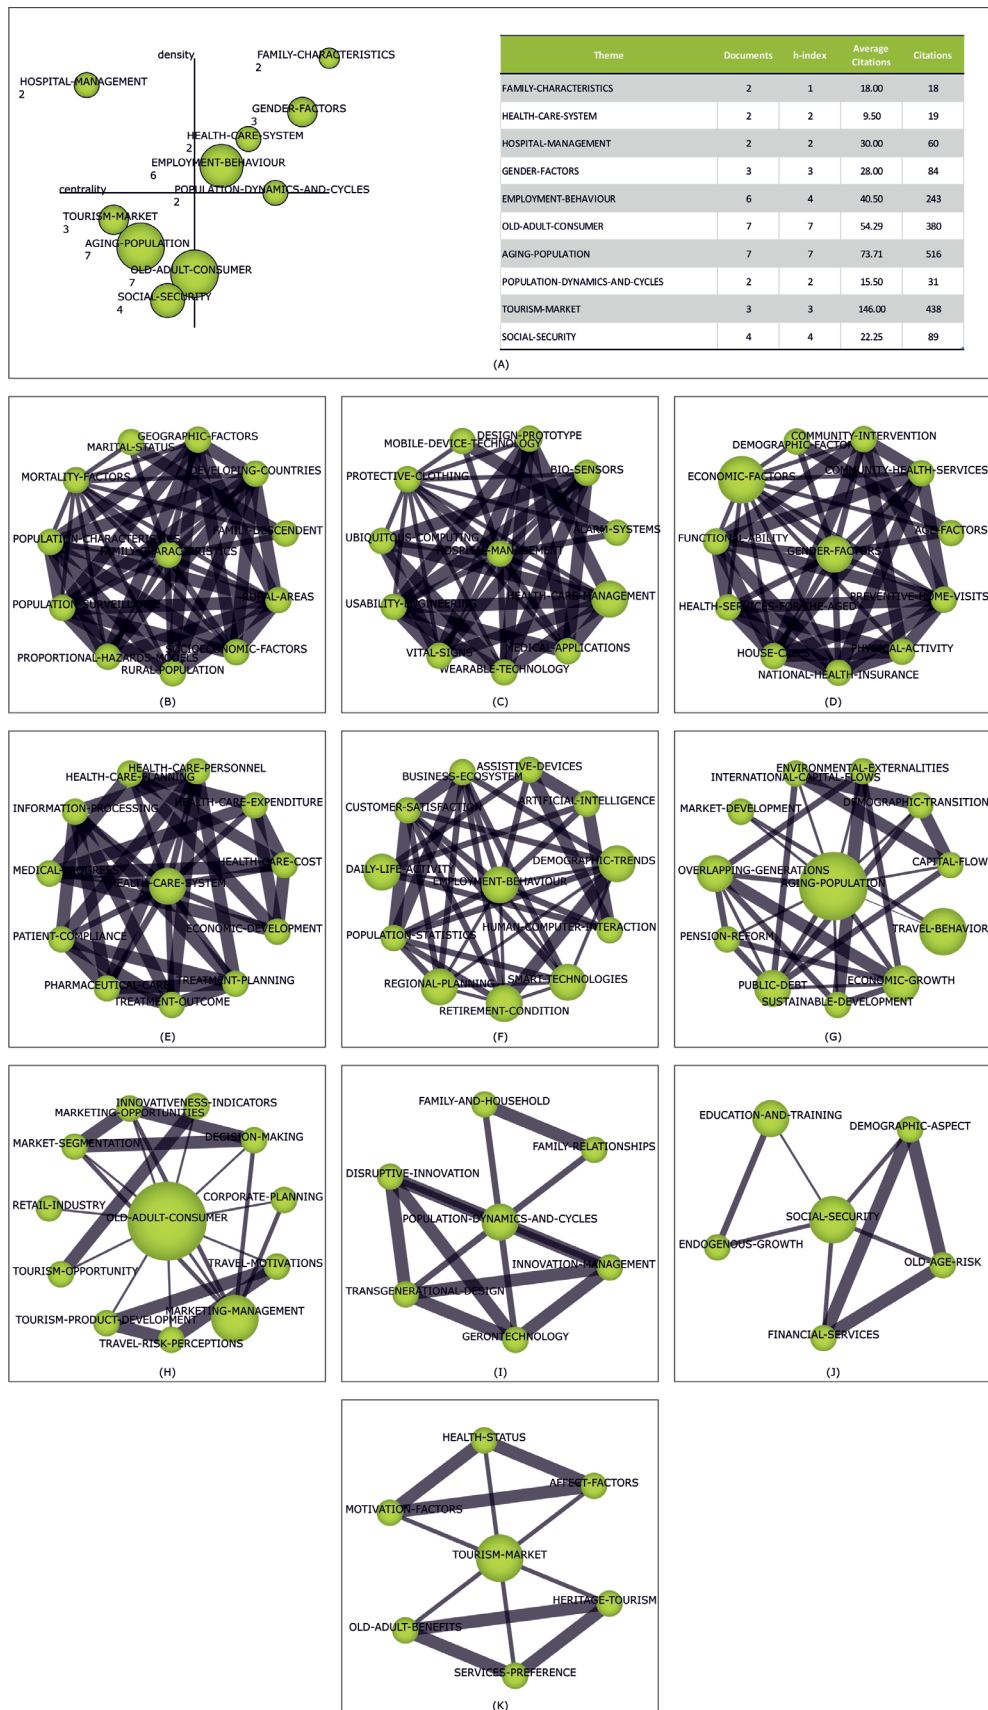 density
FAMILY-CHARACTERISTICS
2
HOSPITAL-MANAGEMENT
2
GENDER-FACTORS
3
HEALTH-CARE-SYSTEM
2
EMPLOYMENT-BEHAVIOUR
6
centrality
POPULATION-DYNAMICS-AND-CYCLES
2
TOURISM-MARKET
3
AGING-POPULATION
7
OLD-ADULT-CONSUMER
7
SOCIAL-SECURITY
4
Theme Documents h-index Average Citations Citations
FAMILY-CHARACTERISTICS 2 1 18.00 18
HEALTH-CARE-SYSTEM 2 2 9.50 19
HOSPITAL-MANAGEMENT 2 2 30.00 60
GENDER-FACTORS 3 3 28.00 84
EMPLOYMENT-BEHAVIOUR 6 4 40.50 243
OLD-ADULT-CONSUMER 7 7 54.29 380
AGING-POPULATION 7 7 73.71 516
POPULATION-DYNAMICS-AND-CYCLES 2 2 15.50 31
TOURISM-MARKET 3 3 146.00 438
SOCIAL-SECURITY 4 4 22.25 89
(A)
GEOGRAPHIC-FACTORS
MARITAL-STATUS
DEVELOPING-COUNTRIES
MORTALITY-FACTORS
FAMILY-DESCENDENT
POPULATION-CHARACTERISTICS
FAMILY-CHARACTERISTICS
RURAL-AREAS
POPULATION-SURVEILLANCE
SOCIOECONOMIC-FACTORS
PROPORTIONAL-HAZARDS-MODELS
RURAL-POPULATION
(B)
DESIGN-PROTOTYPE
MOBILE-DEVICE-TECHNOLOGY
BIO-SENSORS
PROTECTIVE-CLOTHING
ALARM-SYSTEMS
UBIQUITOUS-COMPUTING
HOSPITAL-MANAGEMENT
HEALTH-CARE-MANAGEMENT
USABILITY-ENGINEERING
MEDICAL-APPLICATIONS
VITAL-SIGNS
WEARABLE-TECHNOLOGY
(C)
COMMUNITY-INTERVENTION
DEMOGRAPHIC-FACTOR
COMMUNITY-HEALTH-SERVICES
ECONOMIC-FACTORS
AGE-FACTORS
FUNCTIONAL-ABILITY
GENDER-FACTORS
PREVENTIVE-HOME-VISITS
HEALTH-SERVICES-FOR-THE-AGED
PHYSICAL-ACTIVITY
HOUSE-CALLS
NATIONAL-HEALTH-INSURANCE
(D)
HEALTH-CARE-PERSONNEL
HEALTH-CARE-PLANNING
HEALTH-CARE-EXPENDITURE
INFORMATION-PROCESSING
HEALTH-CARE-COST
MEDICAL-PROGRESS
HEALTH-CARE-SYSTEM
ECONOMIC-DEVELOPMENT
PATIENT-COMPLIANCE
TREATMENT-PLANNING
PHARMACEUTICAL-CARE
TREATMENT-OUTCOME
(E)
ASSISTIVE-DEVICES
BUSINESS-ECOSYSTEM
ARTIFICIAL-INTELLIGENCE
CUSTOMER-SATISFACTION
DEMOGRAPHIC-TRENDS
DAILY-LIFE-ACTIVITY
EMPLOYMENT-BEHAVIOUR
HUMAN-COMPUTER-INTERACTION
POPULATION-STATISTICS
SMART-TECHNOLOGIES
REGIONAL-PLANNING
RETIREMENT-CONDITION
(F)
ENVIRONMENTAL-EXTERNALITIES
INTERNATIONAL-CAPITAL-FLOWS
DEMOGRAPHIC-TRANSITION
MARKET-DEVELOPMENT
CAPITAL-FLOW
OVERLAPPING-GENERATIONS
AGING-POPULATION
TRAVEL-BEHAVIOR
PENSION-REFORM
ECONOMIC-GROWTH
PUBLIC-DEBT
SUSTAINABLE-DEVELOPMENT
(G)
INNOVATIVENESS-INDICATORS
MARKETING-OPPORTUNITIES
DECISION-MAKING
MARKET-SEGMENTATION
CORPORATE-PLANNING
RETAIL-INDUSTRY
OLD-ADULT-CONSUMER
TRAVEL-MOTIVATIONS
TOURISM-OPPORTUNITY
MARKETING-MANAGEMENT
TOURISM-PRODUCT-DEVELOPMENT
TRAVEL-RISK-PERCEPTIONS
(H)
FAMILY-AND-HOUSEHOLD
FAMILY-RELATIONSHIPS
DISRUPTIVE-INNOVATION
POPULATION-DYNAMICS-AND-CYCLES
INNOVATION-MANAGEMENT
TRANSGENERATIONAL-DESIGN
GERONTECHNOLOGY
(I)
EDUCATION-AND-TRAINING
DEMOGRAPHIC-ASPECT
SOCIAL-SECURITY
ENDOGENOUS-GROWTH
OLD-AGE-RISK
FINANCIAL-SERVICES
(J)
HEALTH-STATUS
AFFECT-FACTORS
MOTIVATION-FACTORS
TOURISM-MARKET
HERITAGE-TOURISM
OLD-ADULT-BENEFITS
SERVICES-PREFERENCE
(K)